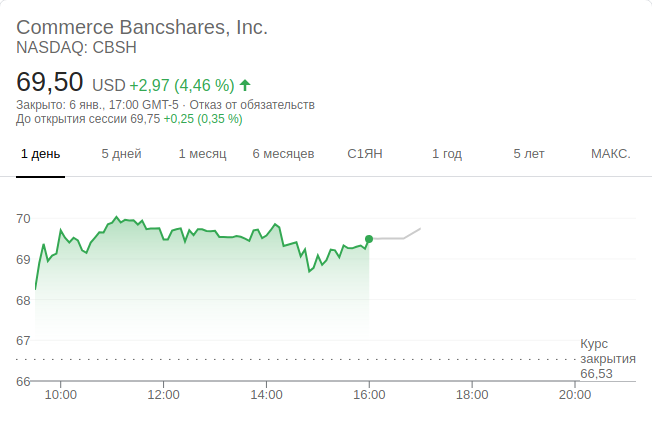 Commerce Bancshares, Inc.
NASDAQ: CBSH
69,50 USD +2,97 (4,46 %)
Закрыто: 6 янв., 17:00 GMT-5 · Отказ от обязательств
До открытия сессии 69,75 +0,25 (0,35 %)
1 день 5 дней 1 месяц 6 месяцев С1ЯН 1 год 5 лет МАКС.
70
69
68
67
66
Курс
закрытия
66,53
10:00 12:00 14:00 16:00 18:00 20:00